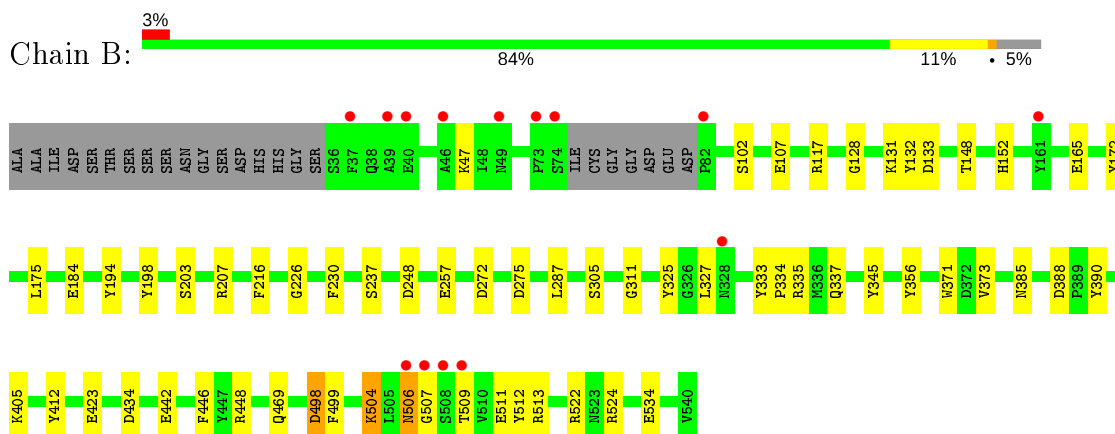 3%
Chain B:
84% 11% • 5%
ALA ALA ILE ASP SER THR SER SER SER ASN GLY SER ASP HIS HIS GLY SER S36 F37 Q38 A39 E40 A46 K47 I48 N49 P73 S74 ILE CYS GLY GLY ASP GLU ASP P82 S102 E107 R117 G128 K131 Y132 D133 T148 H152 Y161 E165 Y172
L175 E184 Y194 Y198 S203 R207 F216 G226 F230 S237 D248 E257 D272 D275 L287 S305 G311 Y325 G326 L327 N328 Y333 P334 R335 M336 Q337 Y345 Y356 W371 D372 V373 N385 D388 P389 Y390
K405 Y412 E423 D434 E442 F446 Y447 R448 Q469 D498 F499 K504 L505 N506 G507 S508 T509 V510 E511 Y512 R513 R522 N523 R524 E534 V540